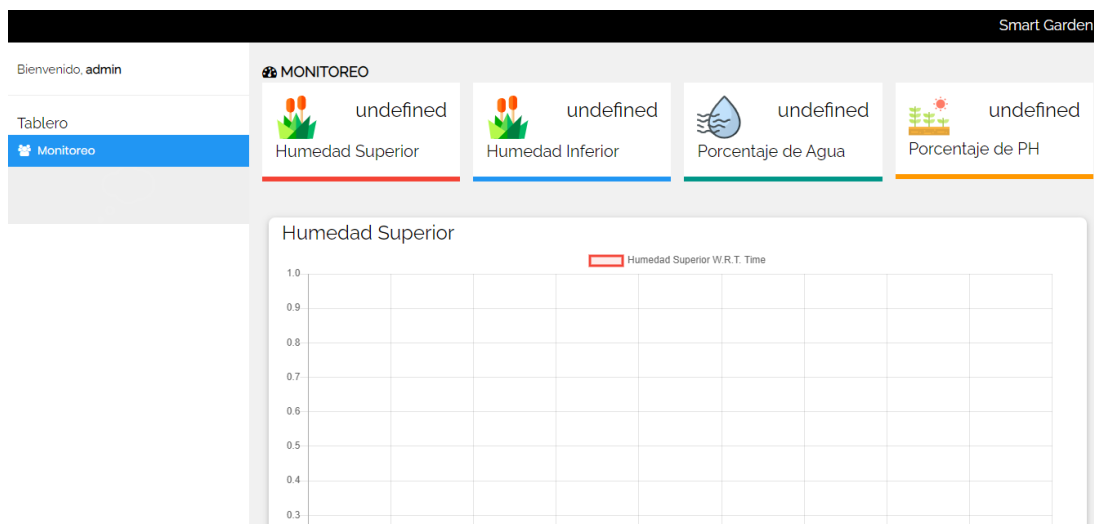 Smart Garden
Bienvenido, admin
Tablero
Monitoreo
MONITOREO
undefined
Humedad Superior
undefined
Humedad Inferior
undefined
Porcentaje de Agua
undefined
Porcentaje de PH
Humedad Superior
Humedad Superior W.R.T. Time
1.0
0.9
0.8
0.7
0.6
0.5
0.4
0.3